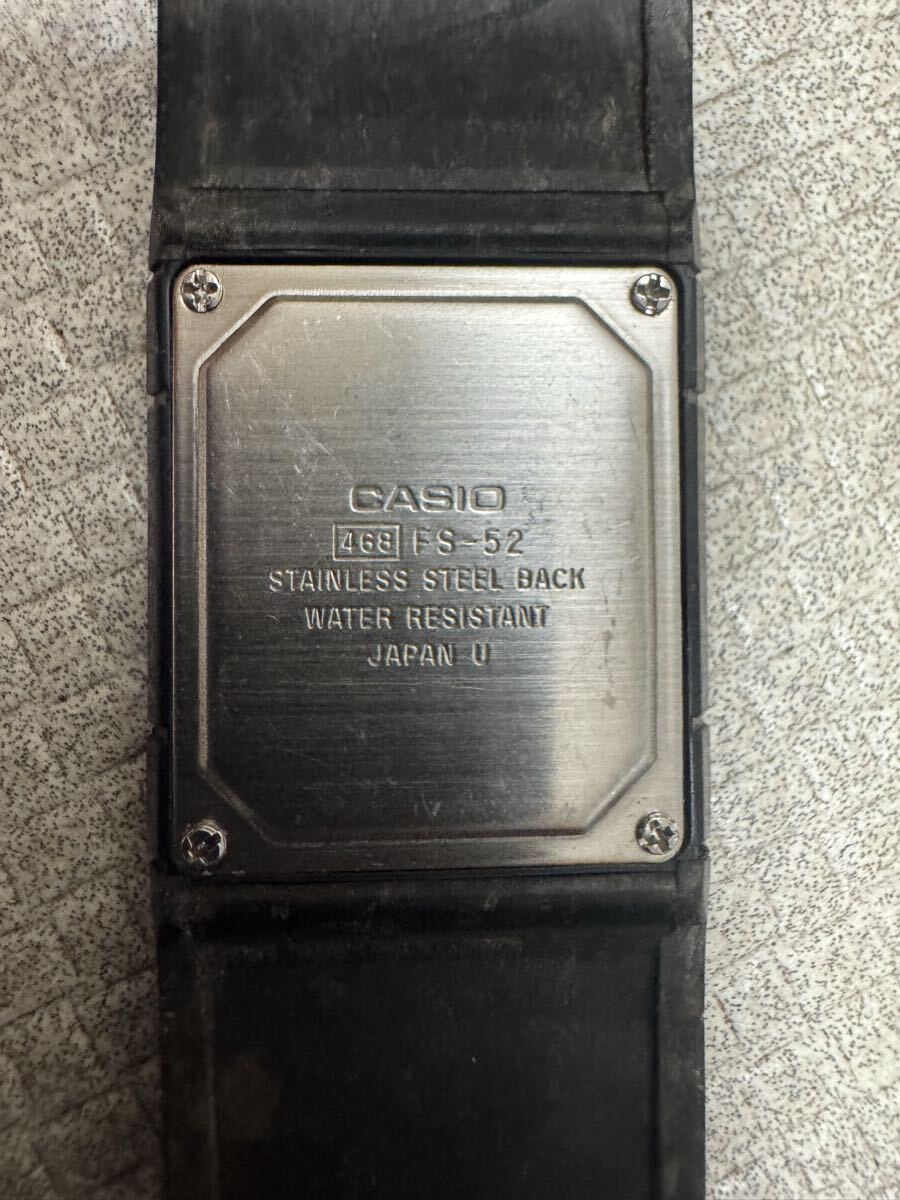 CASIO
468 FS-52
STAINLESS STEEL BACK
WATER RESISTANT
JAPAN U